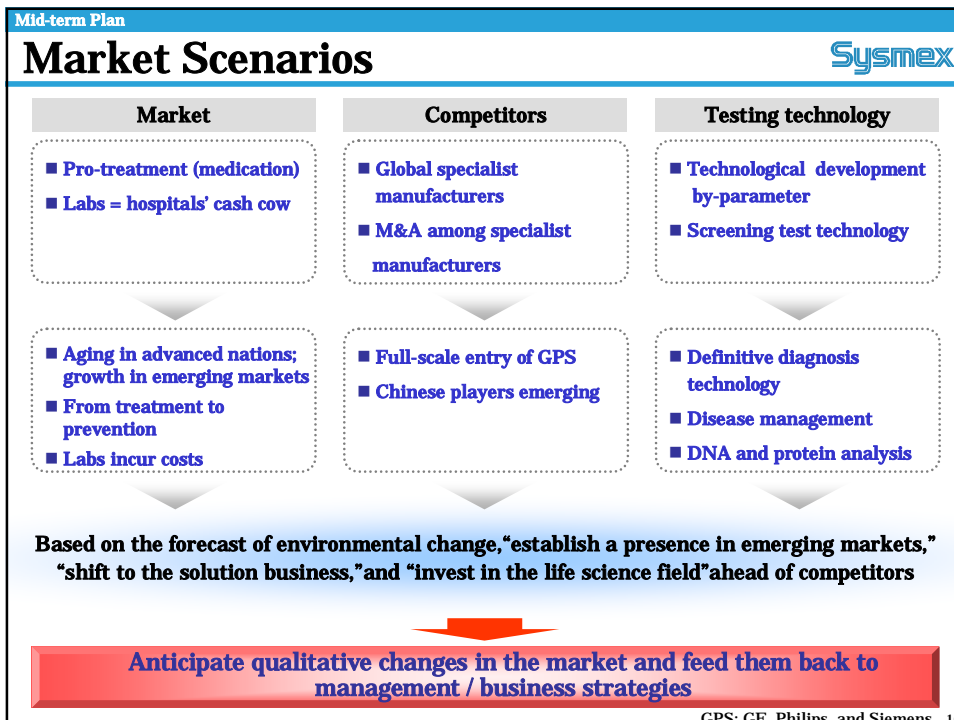 Mid-term Plan
Market Scenarios
Sysmex
Market
■ Pro-treatment (medication)
■ Labs = hospitals’ cash cow
■ Aging in advanced nations;
growth in emerging markets
■ From treatment to
prevention
■ Labs incur costs
Competitors
■ Global specialist
manufacturers
■ M&A among specialist
manufacturers
■ Full-scale entry of GPS
■ Chinese players emerging
Testing technology
■ Technological development
by-parameter
■ Screening test technology
■ Definitive diagnosis
technology
■ Disease management
■ DNA and protein analysis
Based on the forecast of environmental change,“establish a presence in emerging markets,”
“shift to the solution business,”and “invest in the life science field”ahead of competitors
Anticipate qualitative changes in the market and feed them back to
management / business strategies
GPS: GE, Philips, and Siemens